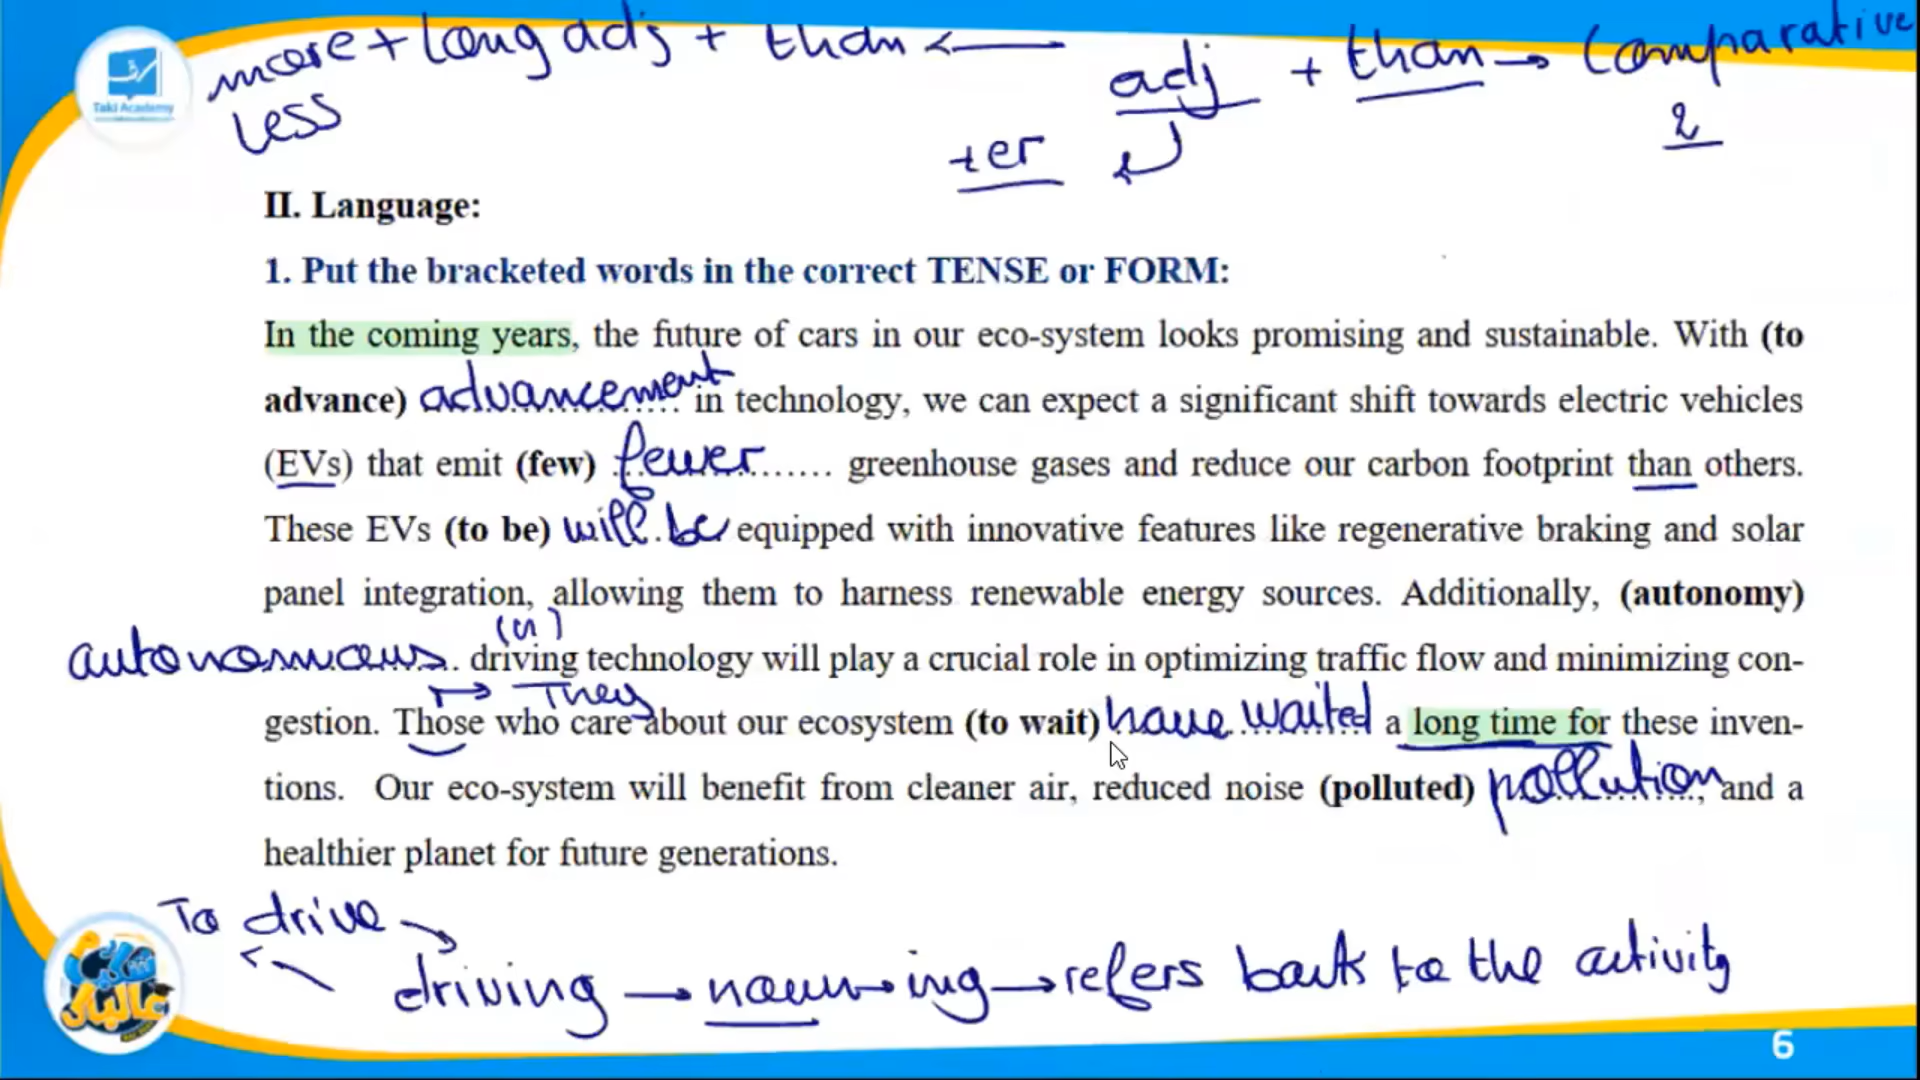 more + long adj + than ← adj + than → Comparative
less
+er
2
Taki Academy
II. Language:
1. Put the bracketed words in the correct TENSE or FORM:
In the coming years, the future of cars in our eco-system looks promising and sustainable. With (to
advance) advancement in technology, we can expect a significant shift towards electric vehicles
(EVs) that emit (few) fewer ............ greenhouse gases and reduce our carbon footprint than others.
These EVs (to be) will be equipped with innovative features like regenerative braking and solar
panel integration, allowing them to harness renewable energy sources. Additionally, (autonomy)
(n)
autonomous driving technology will play a crucial role in optimizing traffic flow and minimizing con-
→ They
gestion. Those who care about our ecosystem (to wait) have waited a long time for these inven-
tions. Our eco-system will benefit from cleaner air, reduced noise (polluted) pollution, and a
healthier planet for future generations.
To drive
driving → noun → ing → refers back to the activity
6